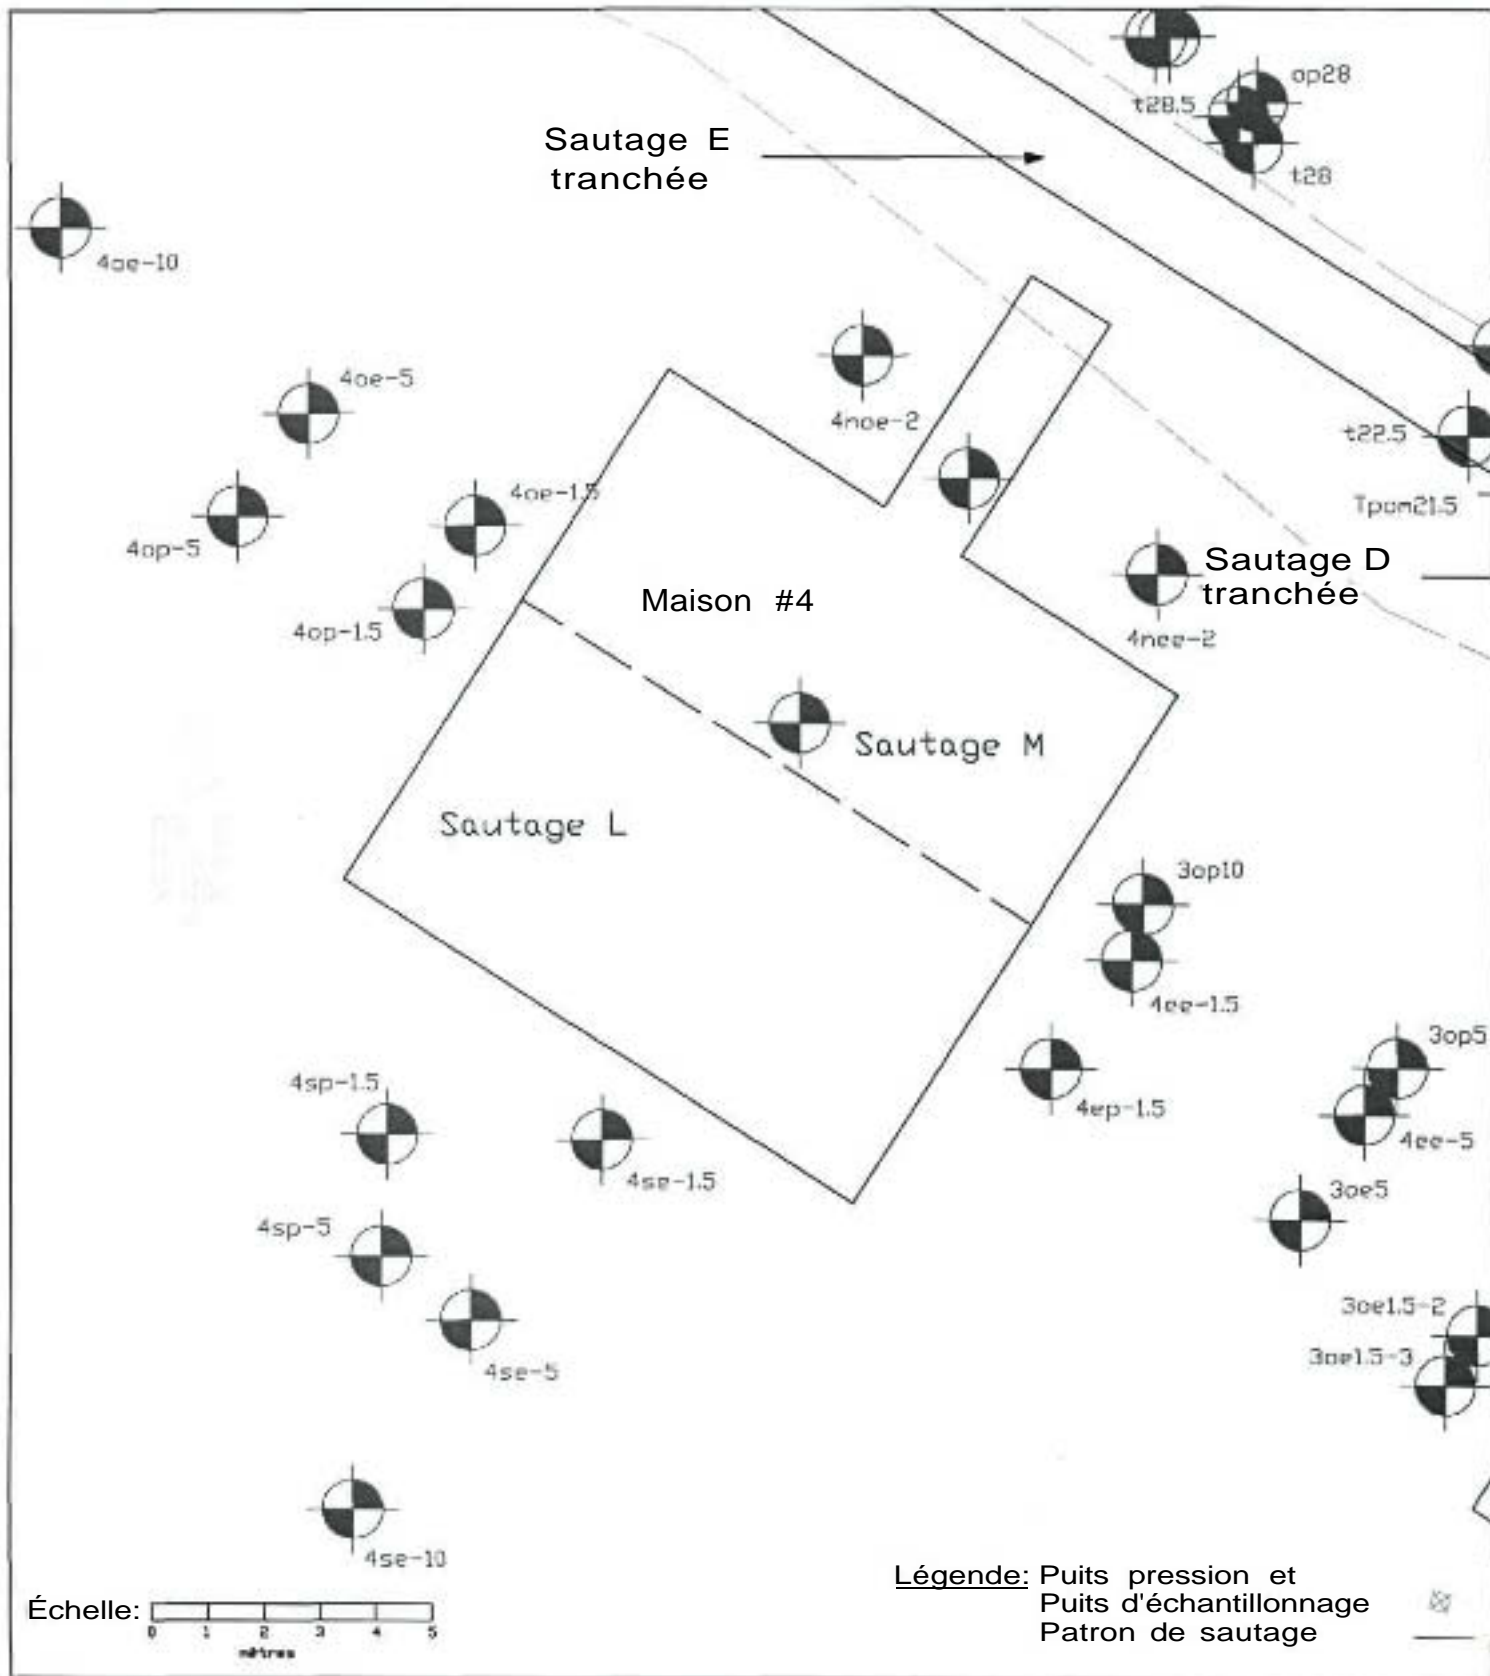 op28
t28.5
t28
Sautage E
tranchée
4oe-10
4oe-5
4noe-2
t22.5
4oe-1.5
4op-5
Tpom21.5
Sautage D
tranchée
Maison #4
4op-1.5
4nee-2
Sautage M
Sautage L
3op10
4ee-1.5
3op5
4sp-1.5
4ep-1.5
4ee-5
4se-1.5
3oe5
4sp-5
3oe1.5-2
3oe1.5-3
4se-5
4se-10
Légende: Puits pression et
Puits d'échantillonnage
Patron de sautage
Échelle:
0 1 2 3 4 5
mètres